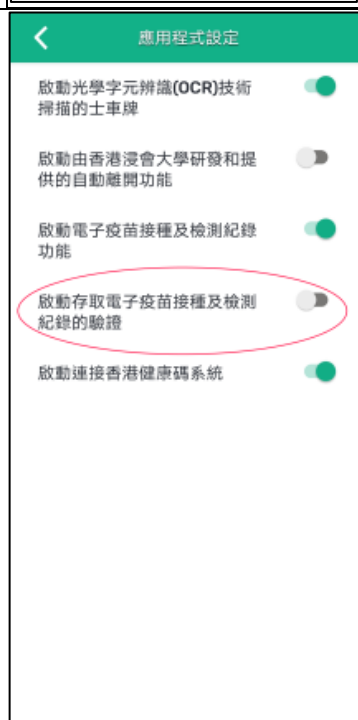 應用程式設定
啟動光學字元辨識(OCR)技術
掃描的士車牌
啟動由香港浸會大學研發和提
供的自動離開功能
啟動電子疫苗接種及檢測紀錄
功能
啟動存取電子疫苗接種及檢測
紀錄的驗證
啟動連接香港健康碼系統